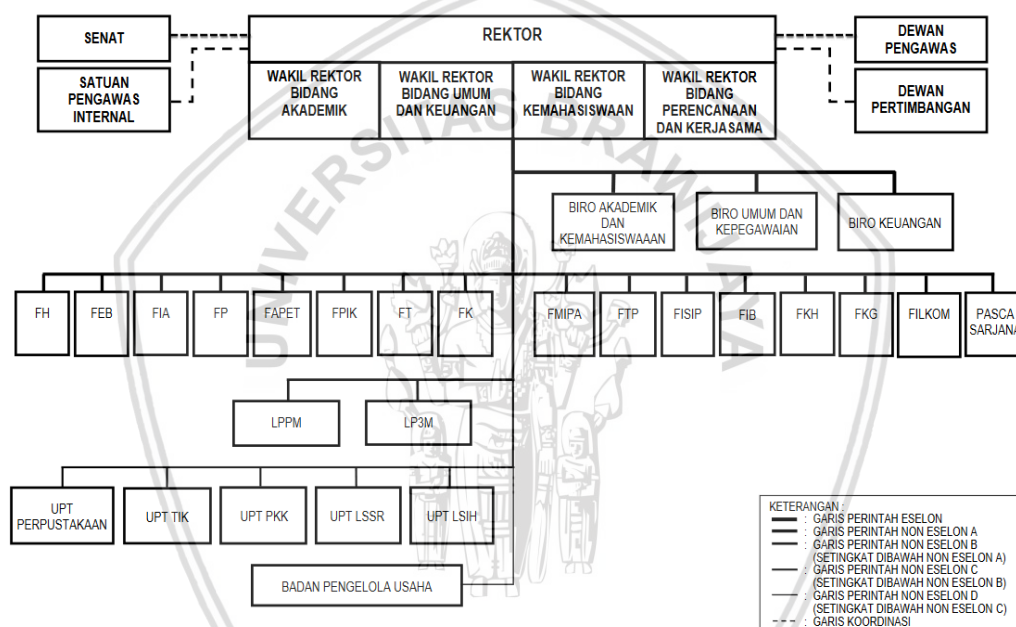 SENAT
REKTOR
DEWAN
PENGAWAS
SATUAN
PENGAWAS
INTERNAL
WAKIL REKTOR
BIDANG
AKADEMIK
WAKIL REKTOR
BIDANG UMUM
DAN KEUANGAN
WAKIL REKTOR
BIDANG
KEMAHASISWAAN
WAKIL REKTOR
BIDANG
PERENCANAAN
DAN KERJASAMA
DEWAN
PERTIMBANGAN
UNIVERSITAS BRAWIJAYA
BIRO AKADEMIK
DAN
KEMAHASISWAAAN
BIRO UMUM DAN
KEPEGAWAIAN
BIRO KEUANGAN
FH
FEB
FIA
FP
FAPET
FPIK
FT
FK
FMIPA
FTP
FISIP
FIB
FKH
FKG
FILKOM
PASCA
SARJANA
LPPM
LP3M
UPT
PERPUSTAKAAN
UPT TIK
UPT PKK
UPT LSSR
UPT LSIH
BADAN PENGELOLA USAHA
KETERANGAN :
: GARIS PERINTAH ESELON
: GARIS PERINTAH NON ESELON A
: GARIS PERINTAH NON ESELON B
(SETINGKAT DIBAWAH NON ESELON A)
: GARIS PERINTAH NON ESELON C
(SETINGKAT DIBAWAH NON ESELON B)
: GARIS PERINTAH NON ESELON D
(SETINGKAT DIBAWAH NON ESELON C)
: GARIS KOORDINASI